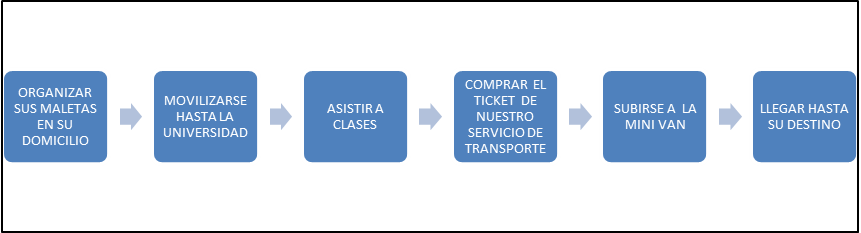 ORGANIZAR
SUS MALETAS
EN SU
DOMICILIO
MOVILIZARSE
HASTA LA
UNIVERSIDAD
ASISTIR A
CLASES
COMPRAR EL
TICKET DE
NUESTRO
SERVICIO DE
TRANSPORTE
SUBIRSE A LA
MINI VAN
LLEGAR HASTA
SU DESTINO